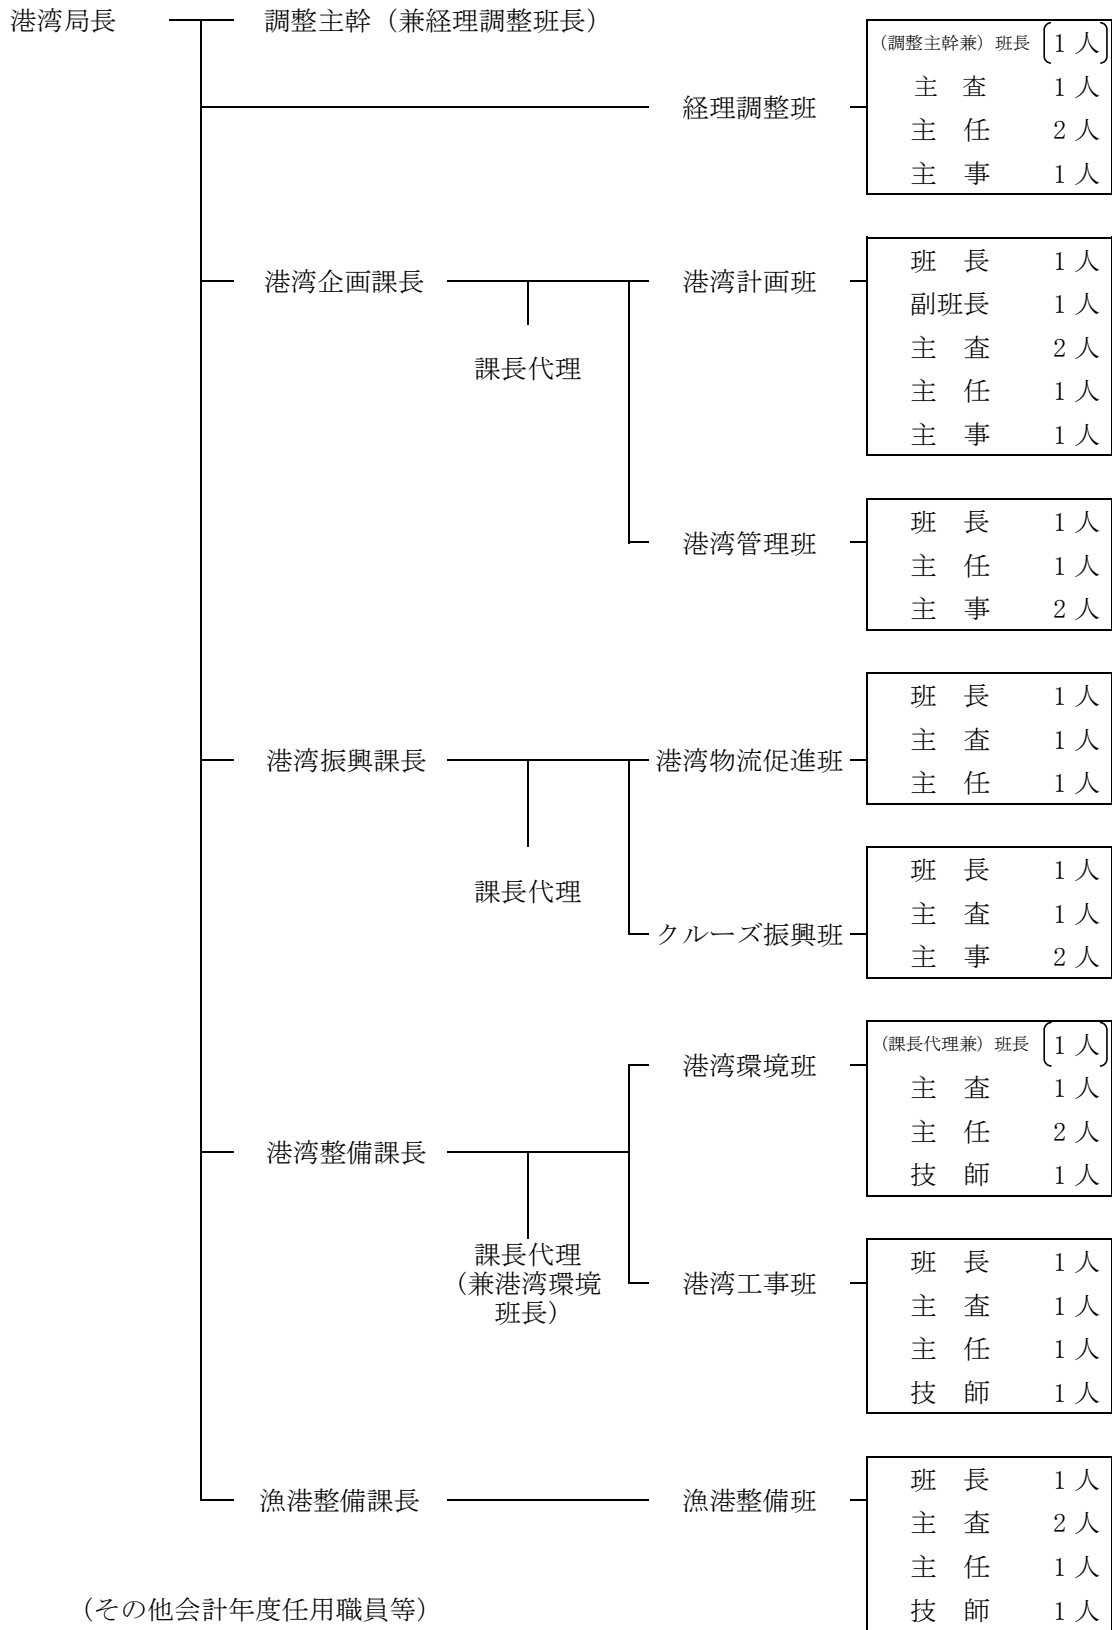 港湾局長 調整主幹（兼経理調整班長）
経理調整班
（調整主幹兼）班長 〔1人〕
主　査 1人
主　任 2人
主　事 1人
港湾企画課長
課長代理
港湾計画班
班　長 1人
副班長 1人
主　査 2人
主　任 1人
主　事 1人
港湾管理班
班　長 1人
主　任 1人
主　事 2人
港湾振興課長
課長代理
港湾物流促進班
班　長 1人
主　査 1人
主　任 1人
クルーズ振興班
班　長 1人
主　査 1人
主　事 2人
港湾整備課長
課長代理
（兼港湾環境
班長）
港湾環境班
（課長代理兼）班長 〔1人〕
主　査 1人
主　任 2人
技　師 1人
港湾工事班
班　長 1人
主　査 1人
主　任 1人
技　師 1人
漁港整備課長
漁港整備班
班　長 1人
主　査 2人
主　任 1人
技　師 1人
（その他会計年度任用職員等）